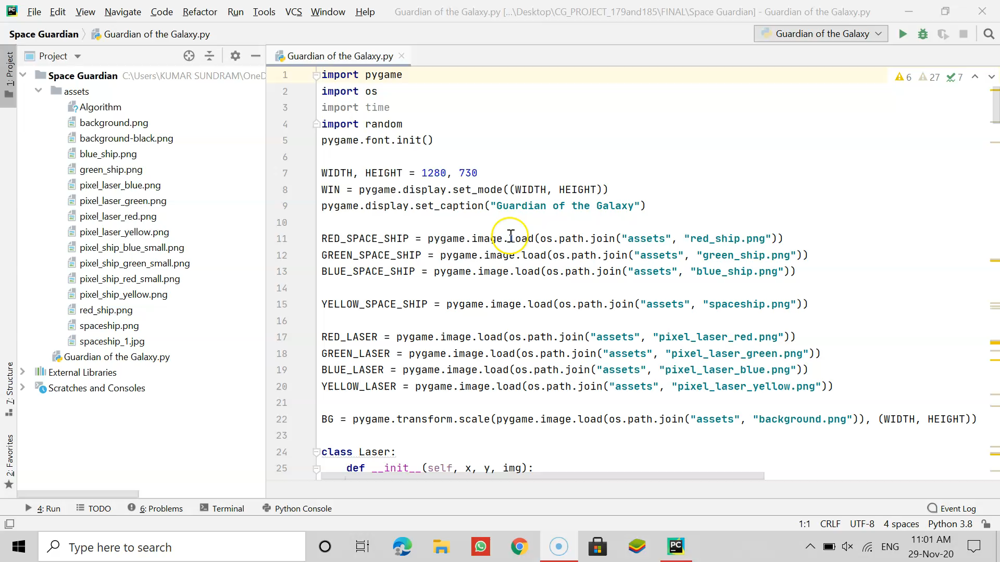 File Edit View Navigate Code Refactor Run Tools VCS Window Help Guardian of the Galaxy.py [...\Desktop\CG_PROJECT_179and185\FINAL\Space Guardian] - Guardian of the Galaxy.py
Space Guardian Guardian of the Galaxy.py Guardian of the Galaxy
1: Project
Project
Guardian of the Galaxy.py
Space Guardian C:\Users\KUMAR SUNDRAM\OneD
assets
Algorithm
background.png
background-black.png
blue_ship.png
green_ship.png
pixel_laser_blue.png
pixel_laser_green.png
pixel_laser_red.png
pixel_laser_yellow.png
pixel_ship_blue_small.png
pixel_ship_green_small.png
pixel_ship_red_small.png
pixel_ship_yellow.png
red_ship.png
spaceship.png
spaceship_1.jpg
Guardian of the Galaxy.py
External Libraries
Scratches and Consoles
7: Structure
2: Favorites
6 27 7
1 import pygame
2 import os
3 import time
4 import random
5 pygame.font.init()
6
7 WIDTH, HEIGHT = 1280, 730
8 WIN = pygame.display.set_mode((WIDTH, HEIGHT))
9 pygame.display.set_caption("Guardian of the Galaxy")
10
11 RED_SPACE_SHIP = pygame.image.load(os.path.join("assets", "red_ship.png"))
12 GREEN_SPACE_SHIP = pygame.image.load(os.path.join("assets", "green_ship.png"))
13 BLUE_SPACE_SHIP = pygame.image.load(os.path.join("assets", "blue_ship.png"))
14
15 YELLOW_SPACE_SHIP = pygame.image.load(os.path.join("assets", "spaceship.png"))
16
17 RED_LASER = pygame.image.load(os.path.join("assets", "pixel_laser_red.png"))
18 GREEN_LASER = pygame.image.load(os.path.join("assets", "pixel_laser_green.png"))
19 BLUE_LASER = pygame.image.load(os.path.join("assets", "pixel_laser_blue.png"))
20 YELLOW_LASER = pygame.image.load(os.path.join("assets", "pixel_laser_yellow.png"))
21
22 BG = pygame.transform.scale(pygame.image.load(os.path.join("assets", "background.png")), (WIDTH, HEIGHT))
23
24 class Laser:
25 def __init__(self, x, y, img):
4: Run TODO 6: Problems Terminal Python Console Event Log
1:1 CRLF UTF-8 4 spaces Python 3.8
Type here to search PC ENG 11:01 AM
29-Nov-20